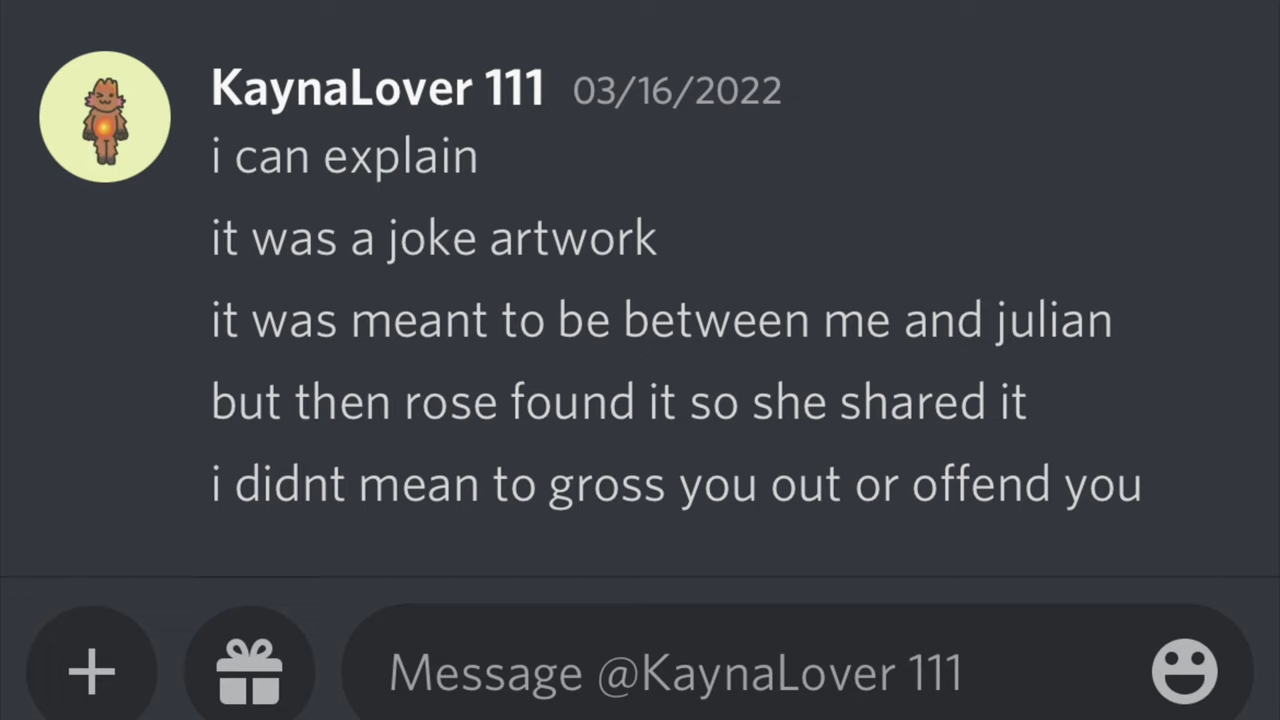 KaynaLover 111 03/16/2022
i can explain
it was a joke artwork
it was meant to be between me and julian
but then rose found it so she shared it
i didnt mean to gross you out or offend you
Message @KaynaLover 111